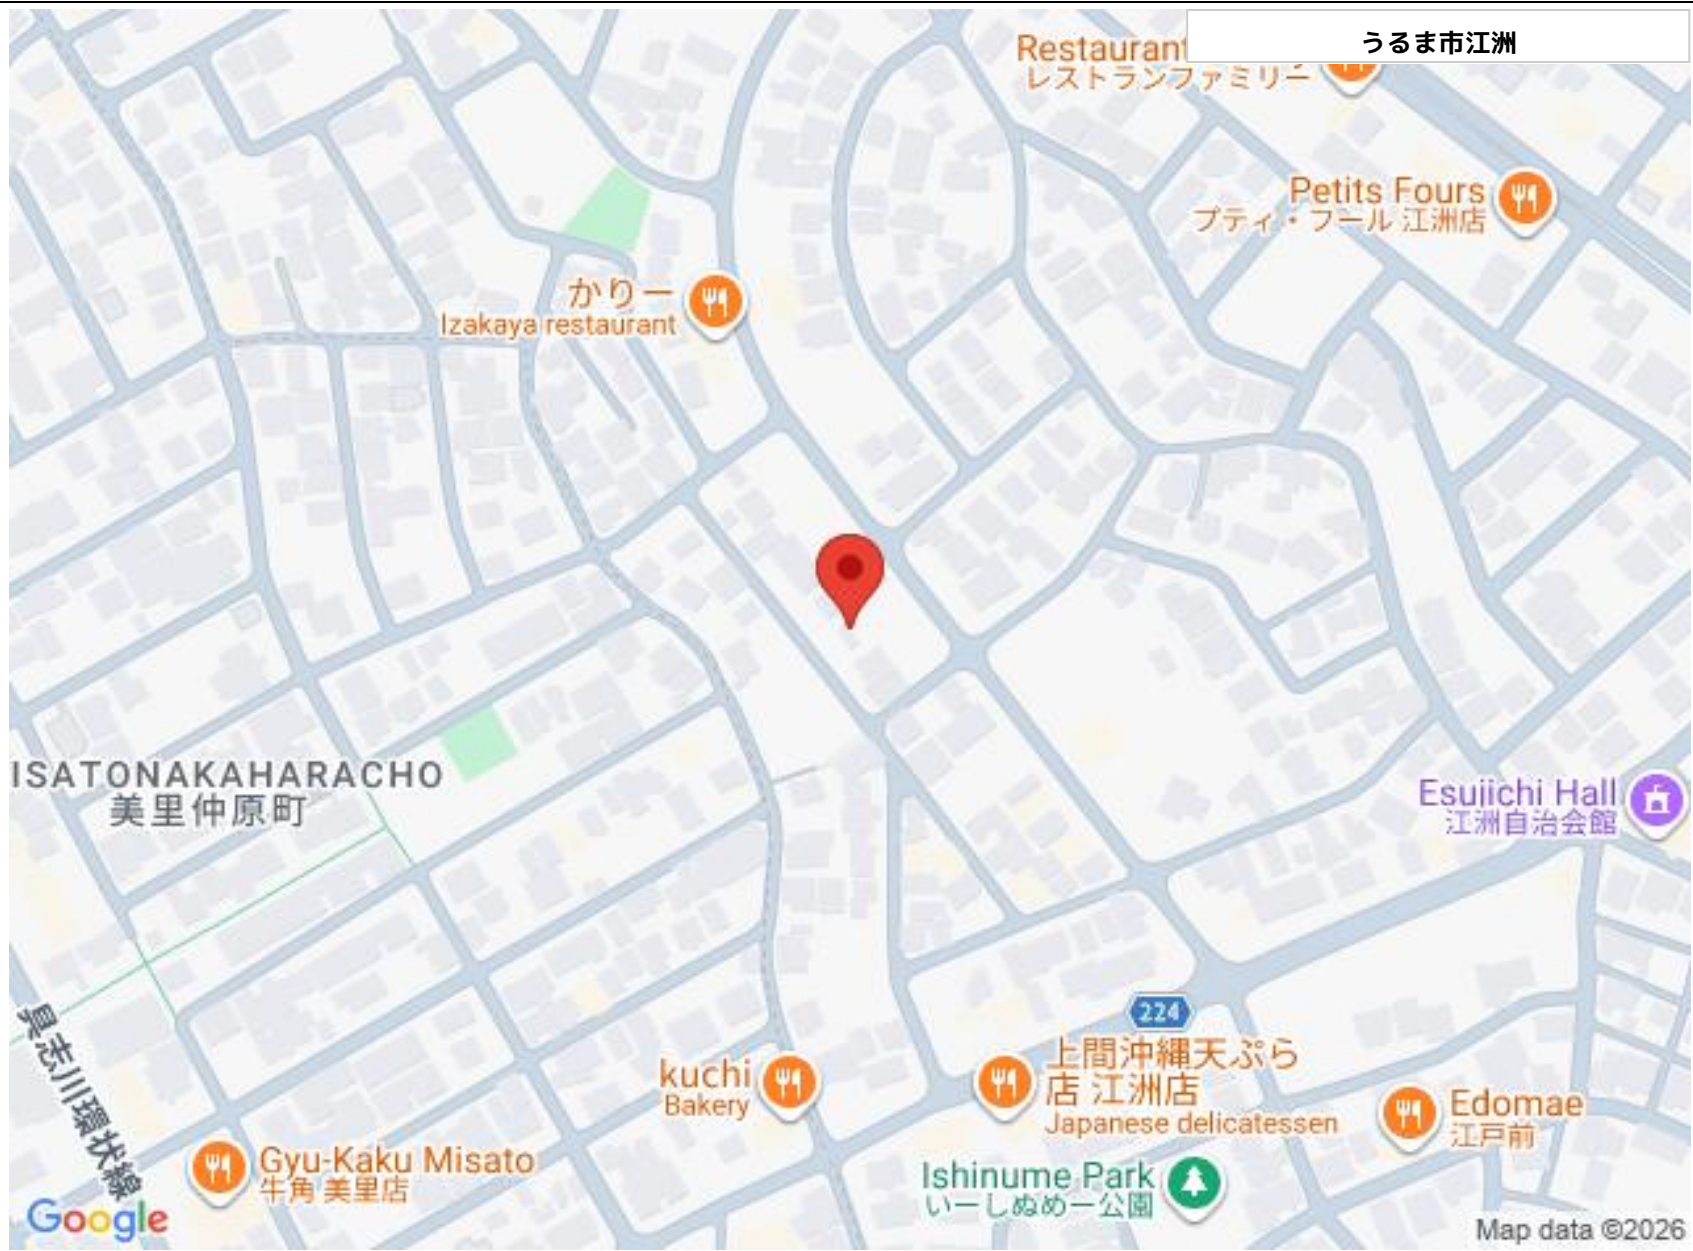 うるま市江洲
Restaurant
レストランファミリー
Petits Fours
プティ・フール 江洲店
かりー
Izakaya restaurant
ISATONAKAHARACHO
美里仲原町
Esujichi Hall
江洲自治会館
224
上間沖縄天ぷら
店 江洲店
Japanese delicatessen
kuchi
Bakery
Edomae
江戸前
具志川環状線
Gyu-Kaku Misato
牛角 美里店
Ishinume Park
いーしぬめー公園
Google
Map data ©2026